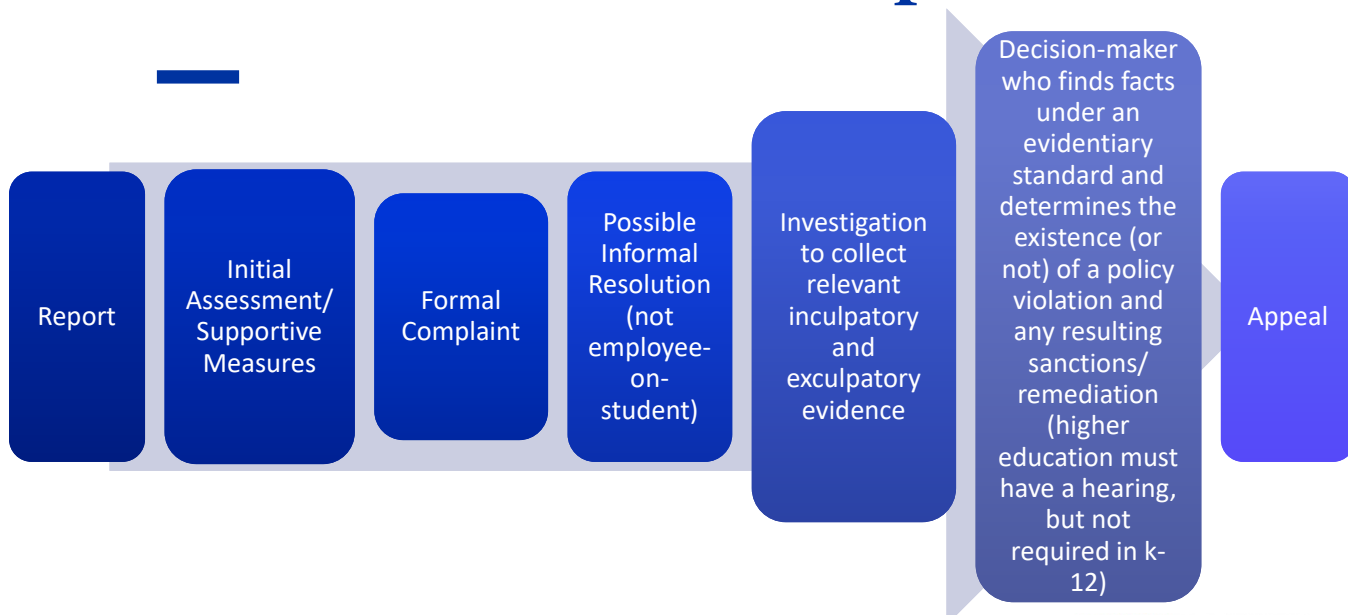 Report
Initial
Assessment/
Supportive
Measures
Formal
Complaint
Possible
Informal
Resolution
(not
employee-
on-
student)
Investigation
to collect
relevant
inculpatory
and
exculpatory
evidence
Decision-maker
who finds facts
under an
evidentiary
standard and
determines the
existence (or
not) of a policy
violation and
any resulting
sanctions/
remediation
(higher
education must
have a hearing,
but not
required in k-
12)
Appeal